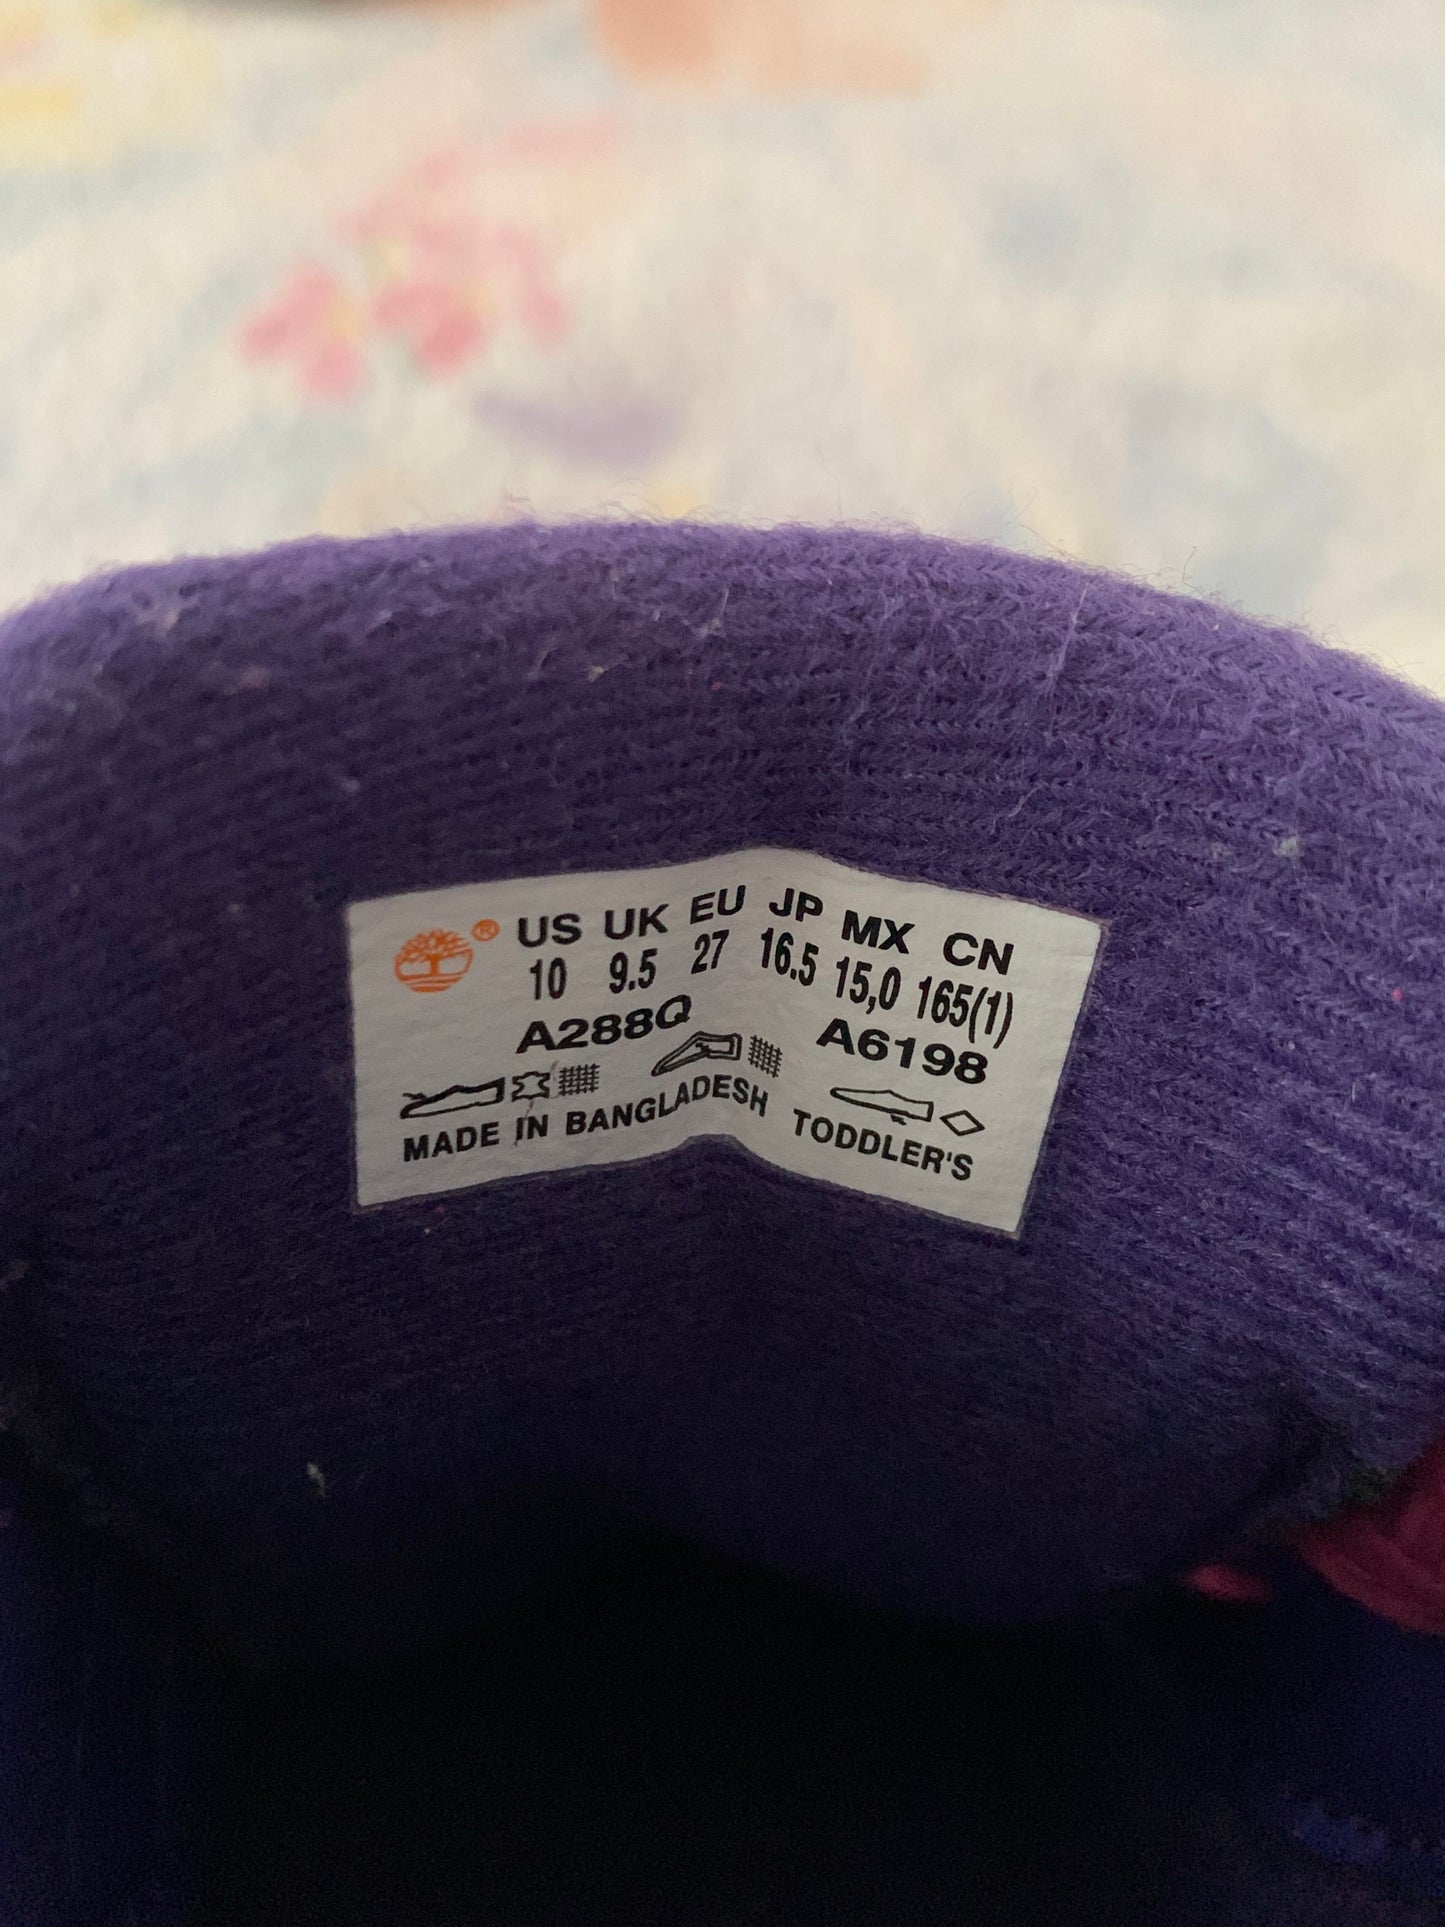 ® US UK EU JP MX CN
10 9.5 27 16.5 15,0 165(1)
A288Q A6198
MADE IN BANGLADESH TODDLER'S